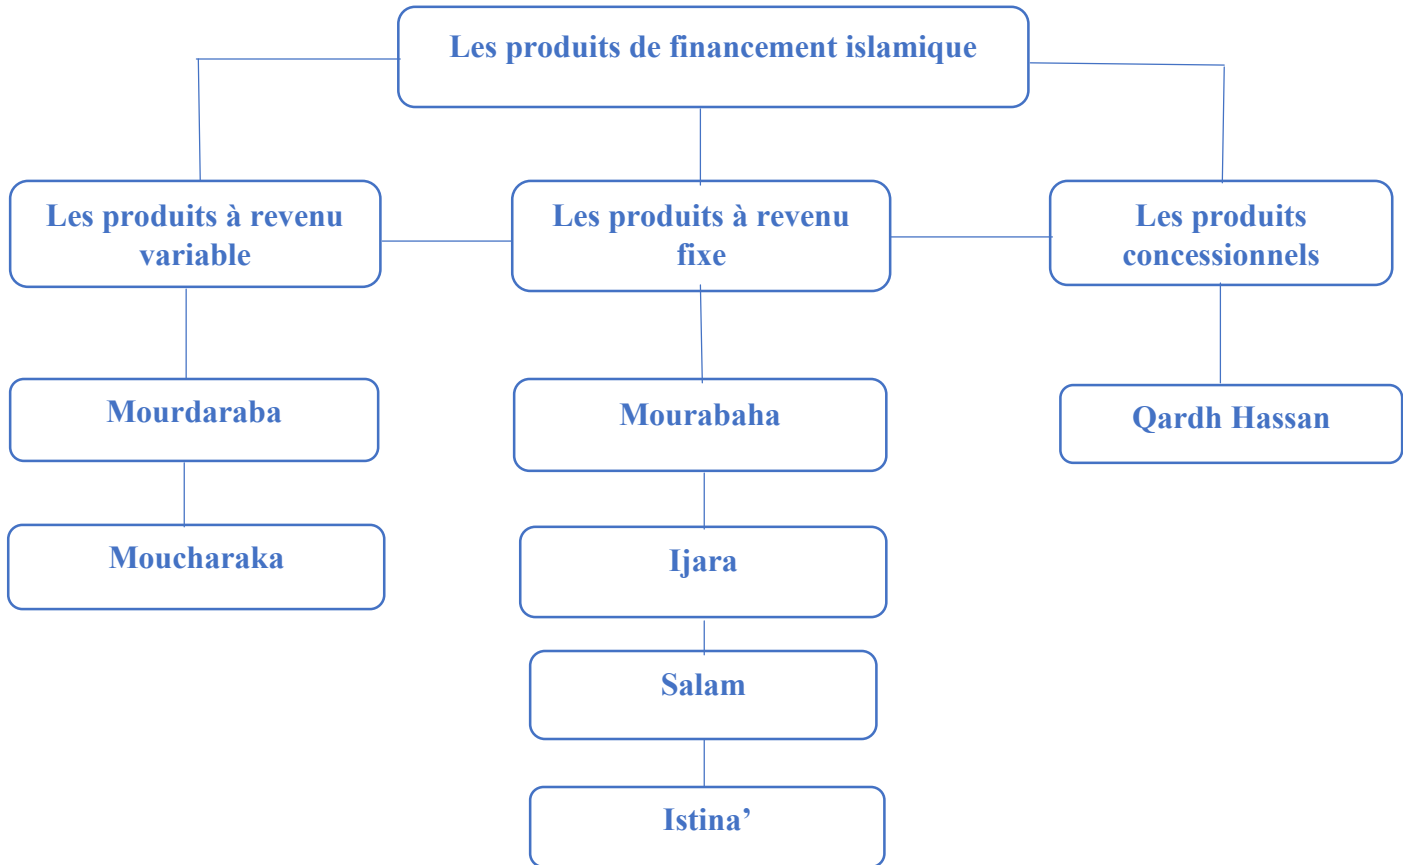 Les produits de financement islamique
Les produits à revenu
variable
Les produits à revenu
fixe
Les produits
concessionnels
Mourdaraba
Mourabaha
Qardh Hassan
Moucharaka
Ijara
Salam
Istina’